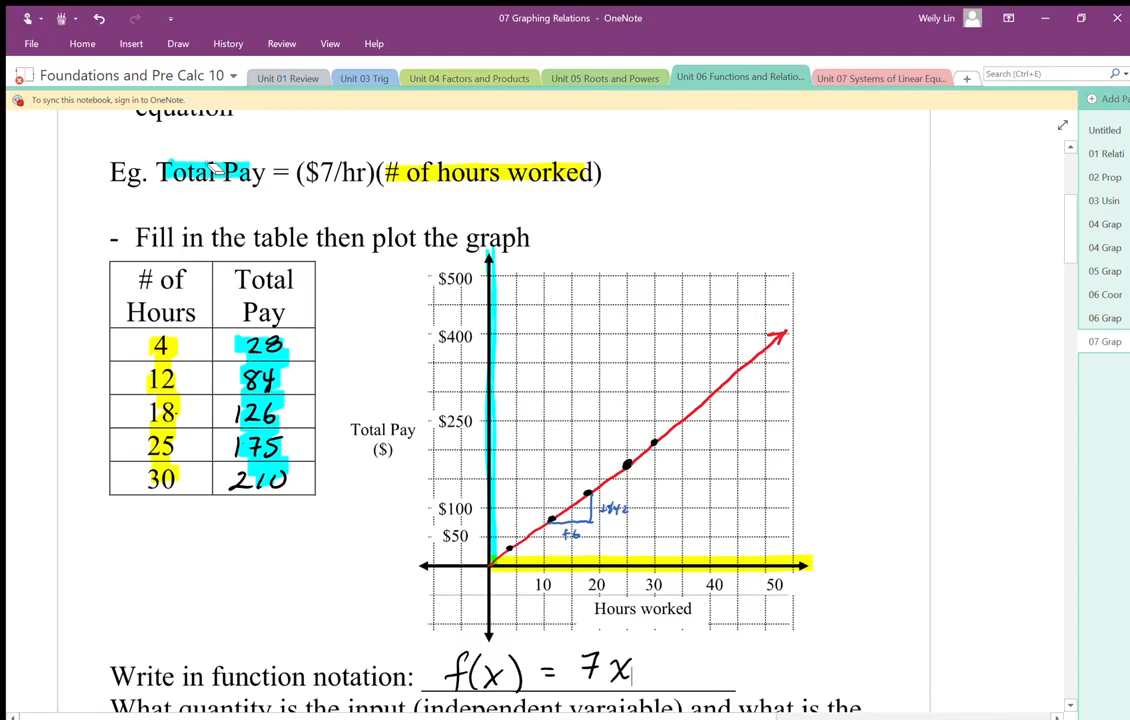 07 Graphing Relations - OneNote
Weily Lin
File Home Insert Draw History Review View Help
Foundations and Pre Calc 10
Unit 01 Review
Unit 03 Trig
Unit 04 Factors and Products
Unit 05 Roots and Powers
Unit 06 Functions and Relatio...
Unit 07 Systems of Linear Equ...
Search (Ctrl+E)
To sync this notebook, sign in to OneNote.
Add Pa
Untitled
01 Relati
02 Prop
03 Usin
04 Grap
04 Grap
05 Grap
06 Coor
06 Grap
07 Grap
equation
Eg. Total Pay = ($7/hr)(# of hours worked)
- Fill in the table then plot the graph
# of Hours Total Pay
4 28
12 84
18 126
25 175
30 210
$500
$400
$250
$100
$50
Total Pay
($)
+6
10 20 30 40 50
Hours worked
Write in function notation: f(x) = 7x
What quantity is the input (independent varaiable) and what is the